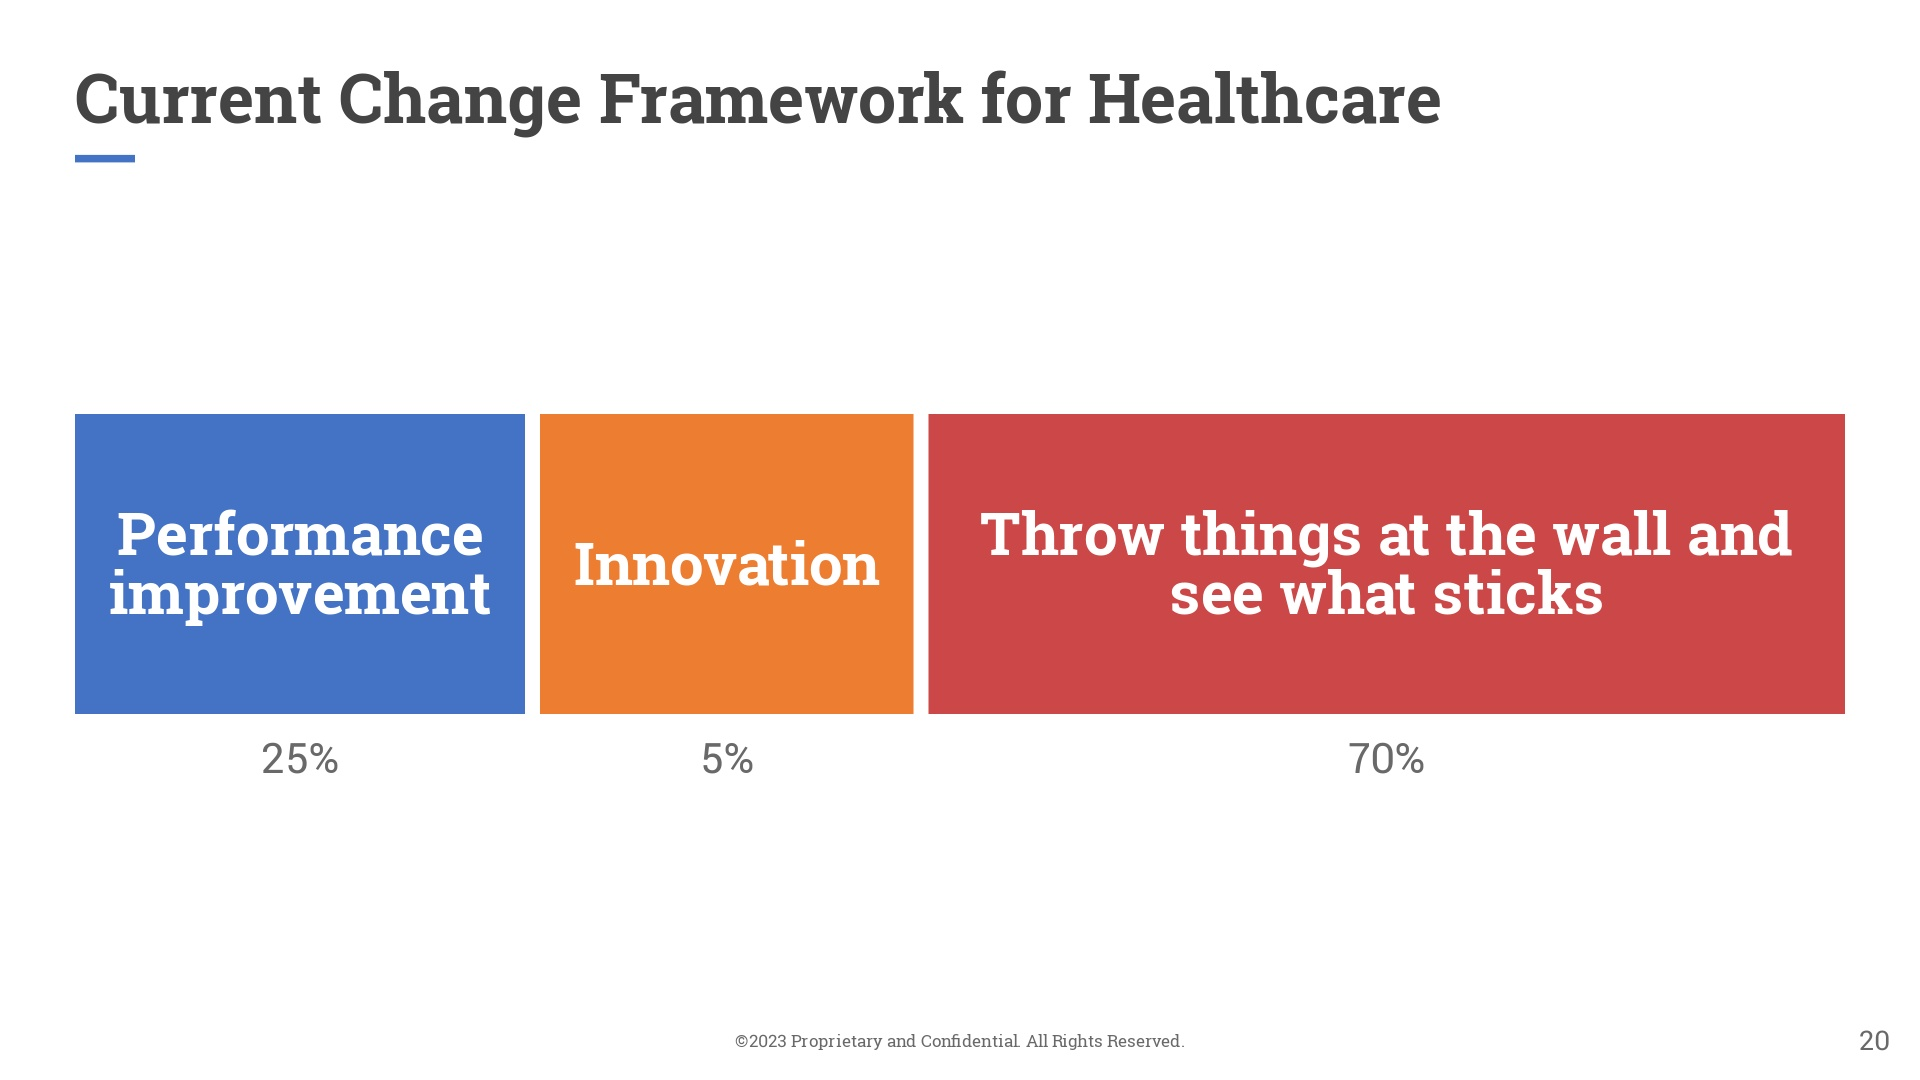 Current Change Framework for Healthcare
Performance
improvement
Innovation
Throw things at the wall and
see what sticks
25%
5%
70%
©2023 Proprietary and Confidential. All Rights Reserved.
20